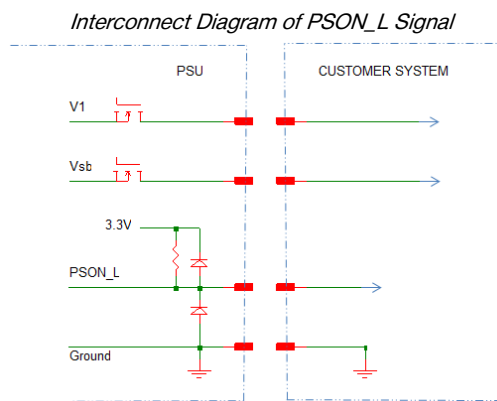 Interconnect Diagram of PSON_L Signal
PSU
CUSTOMER SYSTEM
V1
Vsb
3.3V
PSON_L
Ground